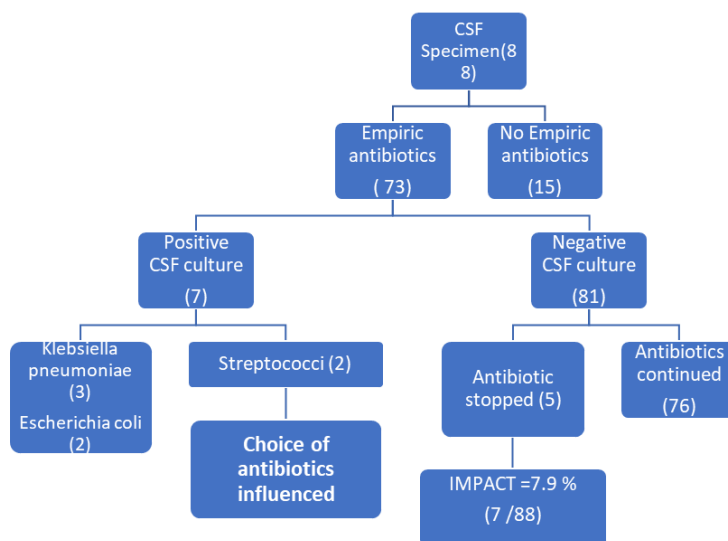 CSF
Specimen(8
8)
Empiric
antibiotics
( 73)
No Empiric
antibiotics
(15)
Positive
CSF culture
(7)
Negative
CSF culture
(81)
Klebsiella
pneumoniae
(3)
Escherichia coli
(2)
Streptococci (2)
Choice of
antibiotics
influenced
Antibiotic
stopped (5)
Antibiotics
continued
(76)
IMPACT =7.9 %
(7 /88)